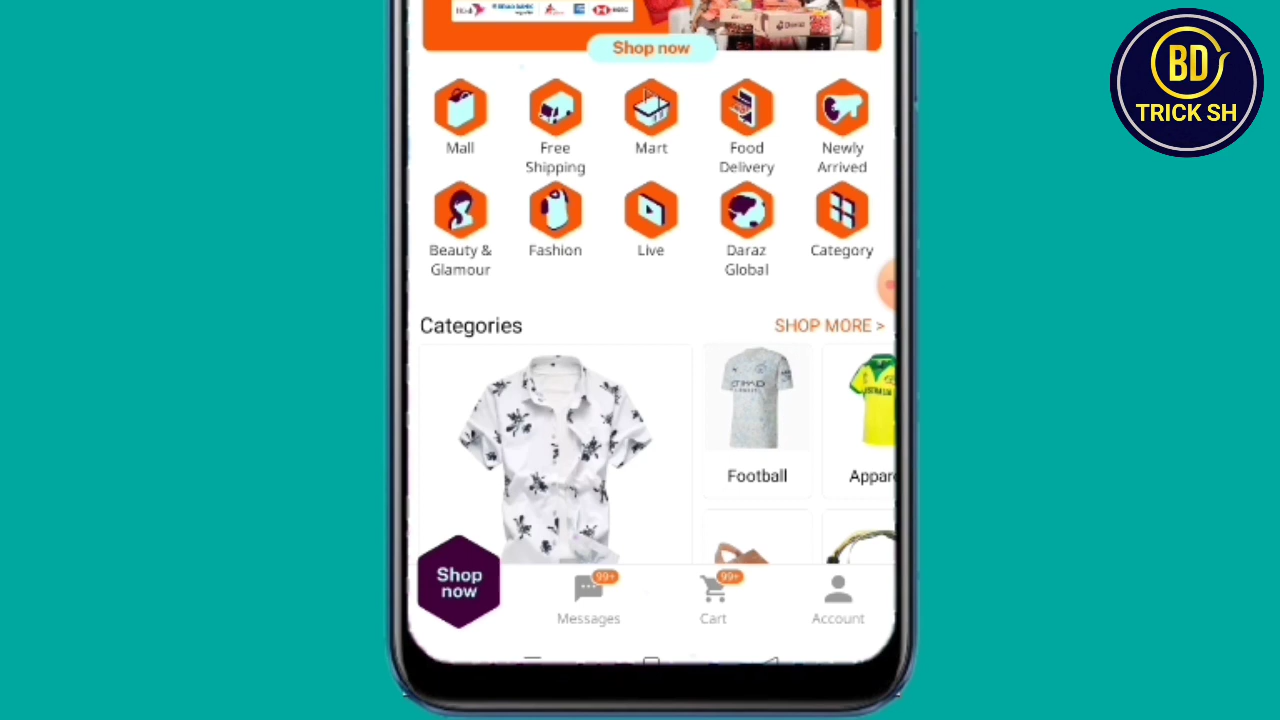 Shop now
BD
TRICK SH
Mall
Free
Shipping
Mart
Food
Delivery
Newly
Arrived
Beauty &
Glamour
Fashion
Live
Daraz
Global
Category
Categories
SHOP MORE >
ETIHAD
Football
Shop
now
99+
Messages
99+
Cart
Account